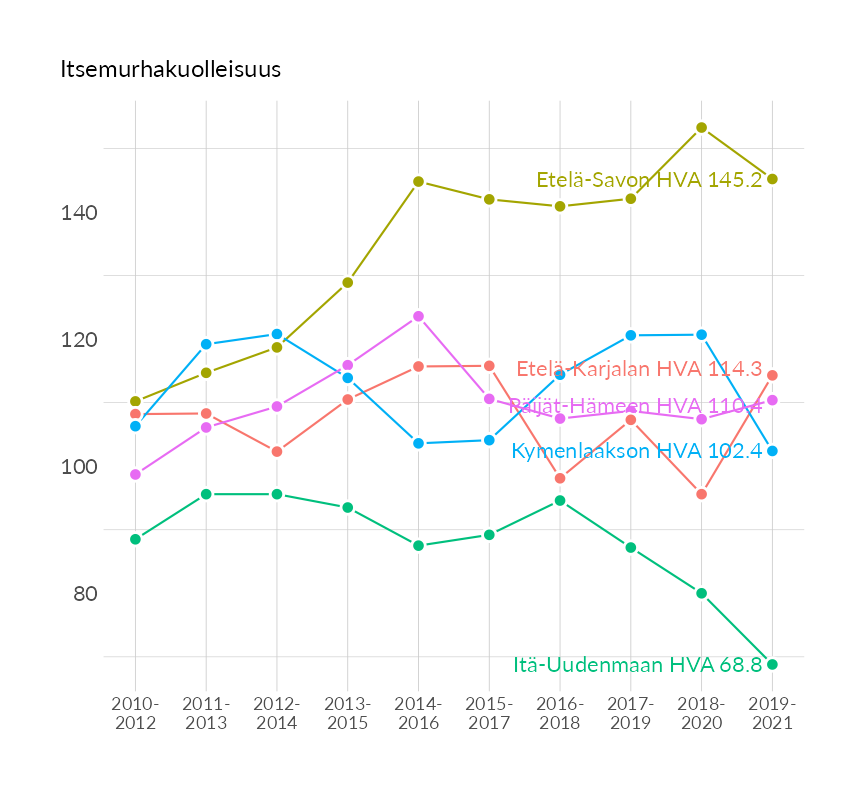 Itsemurhakuolleisuus
140
120
100
80
Etelä-Savon HVA 145.2
Etelä-Karjalan HVA 114.3
Päijät-Hämeen HVA 110.4
Kymenlaakson HVA 102.4
Itä-Uudenmaan HVA 68.8
2010- 2011- 2012- 2013- 2014- 2015- 2016- 2017- 2018- 2019-
2012 2013 2014 2015 2016 2017 2018 2019 2020 2021